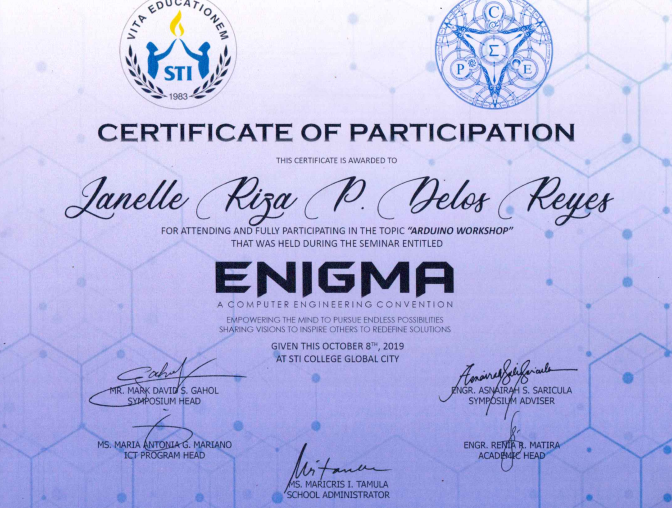 VITA EDUCATIONEM
STI
1983
C
Σ
P
E
CERTIFICATE OF PARTICIPATION
THIS CERTIFICATE IS AWARDED TO
Janelle Riza P. Delos Reyes
FOR ATTENDING AND FULLY PARTICIPATING IN THE TOPIC “ARDUINO WORKSHOP”
THAT WAS HELD DURING THE SEMINAR ENTITLED
ENIGMA
A COMPUTER ENGINEERING CONVENTION
EMPOWERING THE MIND TO PURSUE ENDLESS POSSIBILITIES
SHARING VISIONS TO INSPIRE OTHERS TO REDEFINE SOLUTIONS
GIVEN THIS OCTOBER 8TH, 2019
AT STI COLLEGE GLOBAL CITY
MR. MARK DAVID S. GAHOL
SYMPOSIUM HEAD
ENGR. ASNAIRAH S. SARICULA
SYMPOSIUM ADVISER
MS. MARIA ANTONIA G. MARIANO
ICT PROGRAM HEAD
ENGR. RENIA R. MATIRA
ACADEMIC HEAD
MS. MARICRIS I. TAMULA
SCHOOL ADMINISTRATOR